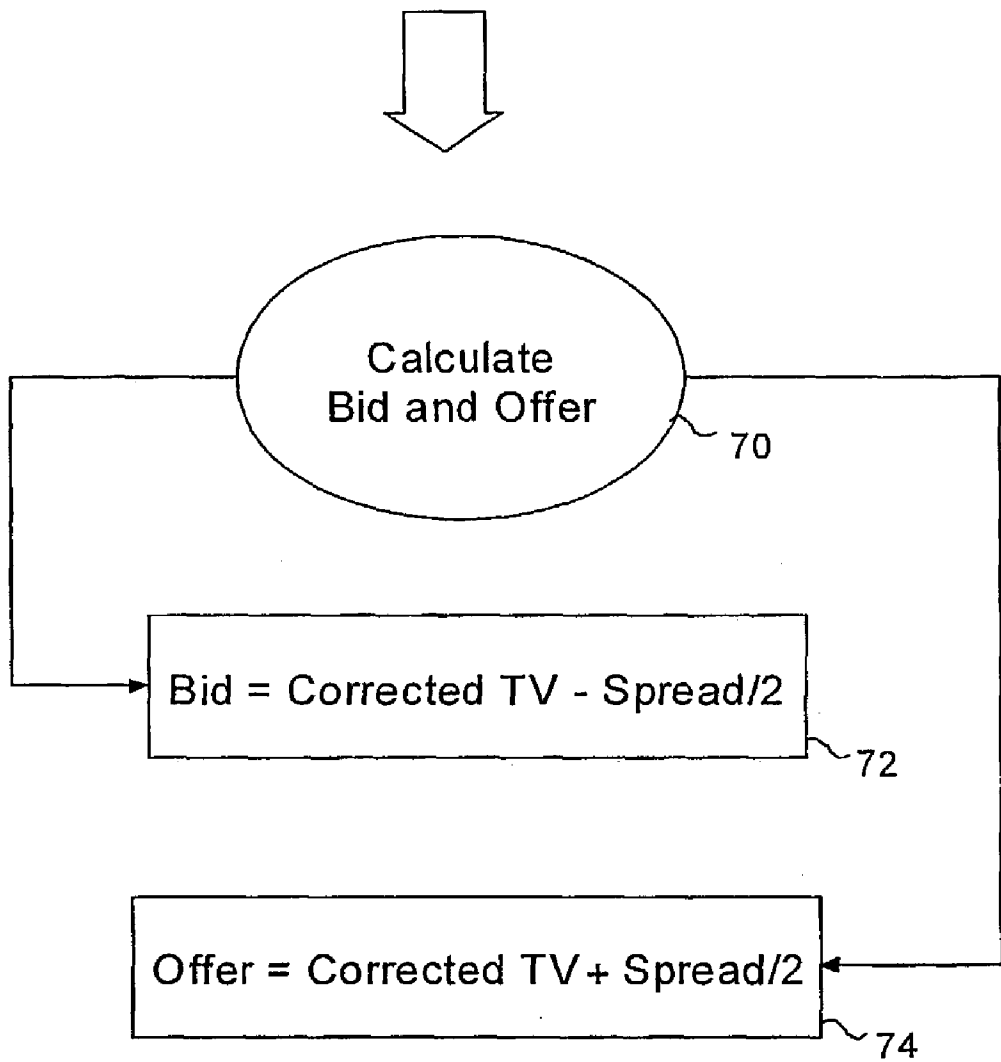 Calculate
Bid and Offer
70
Bid = Corrected TV - Spread/2
72
Offer = Corrected TV + Spread/2
74